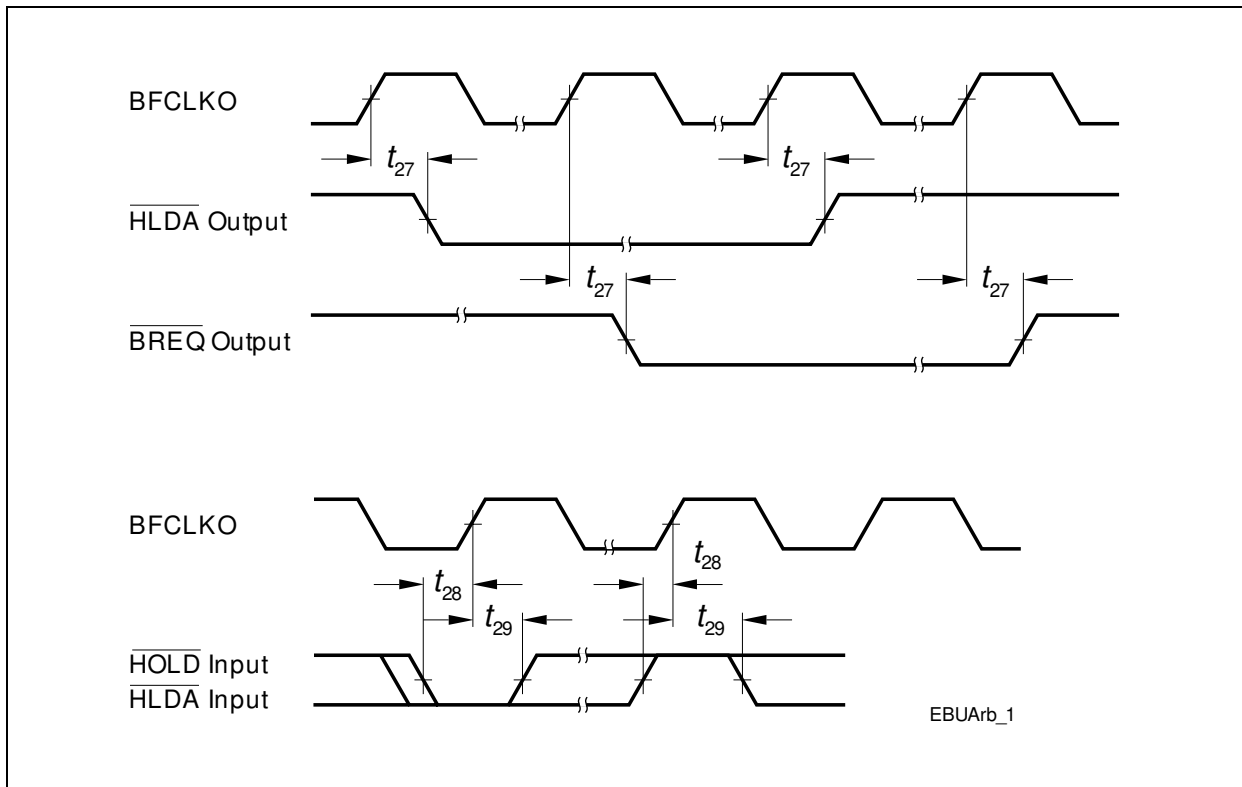 BFCLKO
t27 t27
HLDA Output
t27 t27
BREQ Output
BFCLKO
t28
t28
t29 t29
HOLD Input
HLDA Input
EBUArb_1